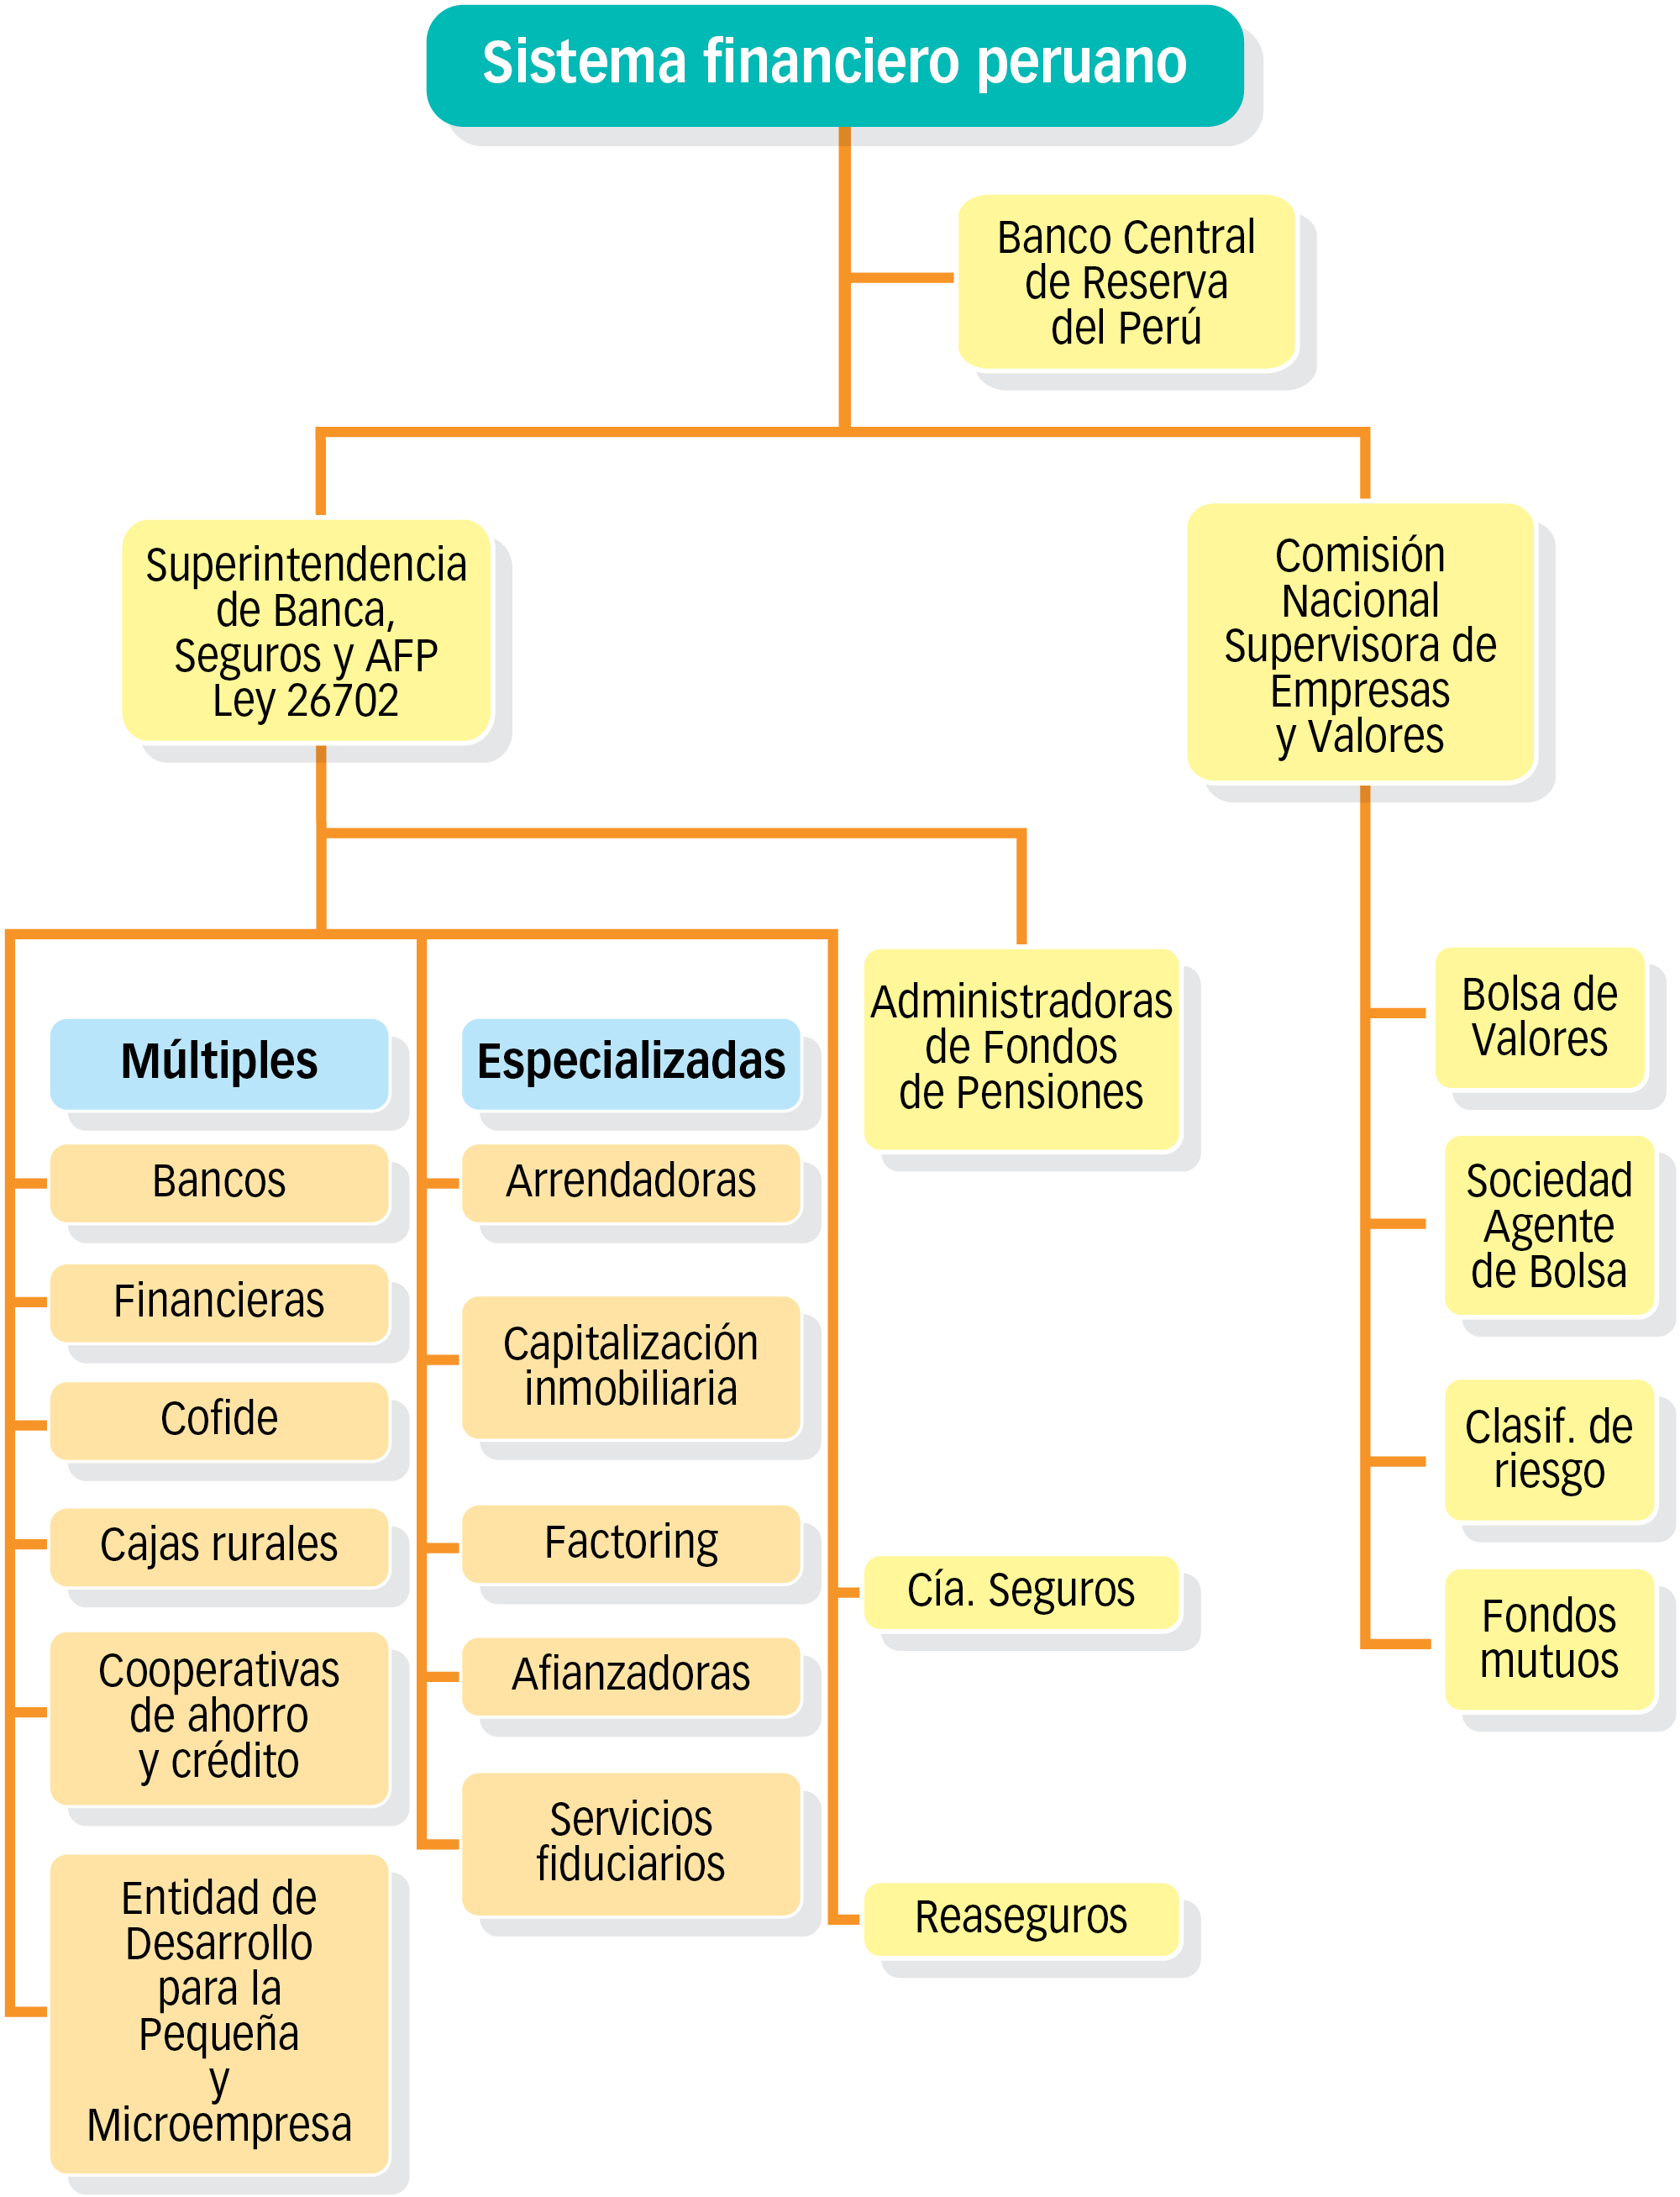 Sistema financiero peruano
Banco Central
de Reserva
del Perú
Superintendencia
de Banca,
Seguros y AFP
Ley 26702
Comisión
Nacional
Supervisora de
Empresas
y Valores
Múltiples
Bancos
Financieras
Cofide
Cajas rurales
Cooperativas
de ahorro
y crédito
Entidad de
Desarrollo
para la
Pequeña
y
Microempresa
Especializadas
Arrendadoras
Capitalización
inmobiliaria
Factoring
Afianzadoras
Servicios
fiduciarios
Administradoras
de Fondos
de Pensiones
Cía. Seguros
Reaseguros
Bolsa de
Valores
Sociedad
Agente
de Bolsa
Clasif. de
riesgo
Fondos
mutuos